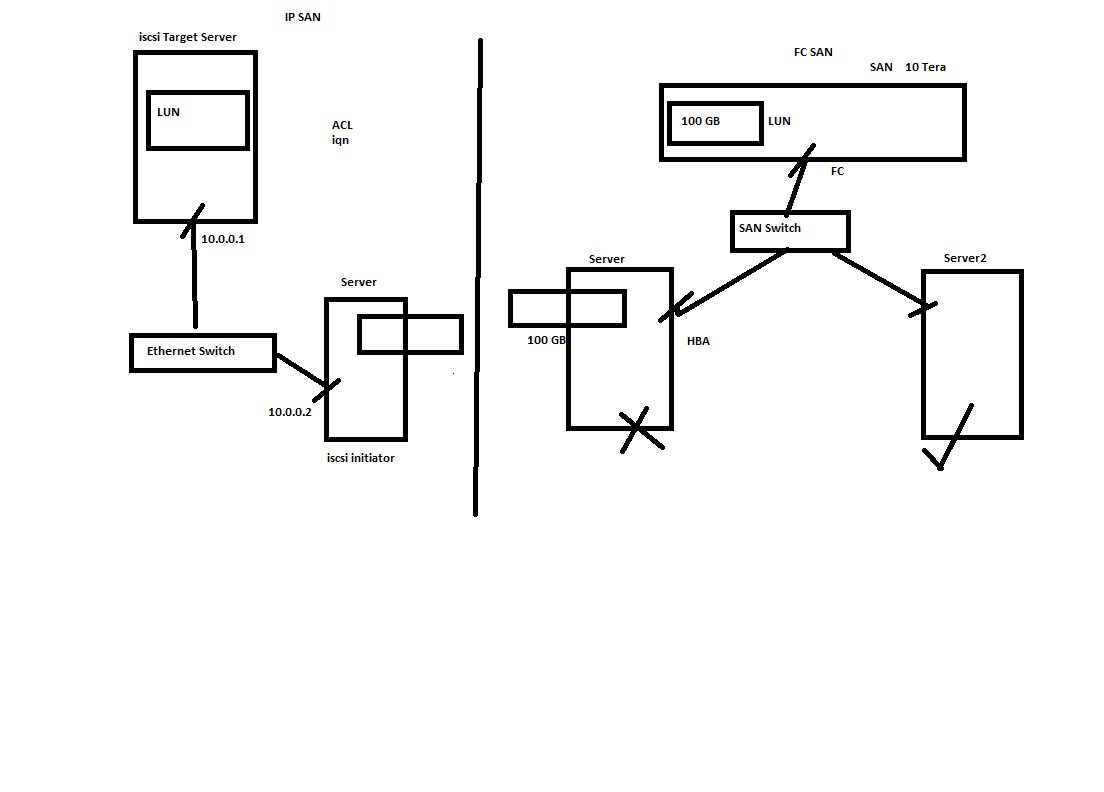 IP SAN
iscsi Target Server
LUN
ACL
iqn
10.0.0.1
Ethernet Switch
Server
10.0.0.2
iscsi initiator
FC SAN
SAN 10 Tera
100 GB
LUN
FC
SAN Switch
Server
100 GB
HBA
Server2